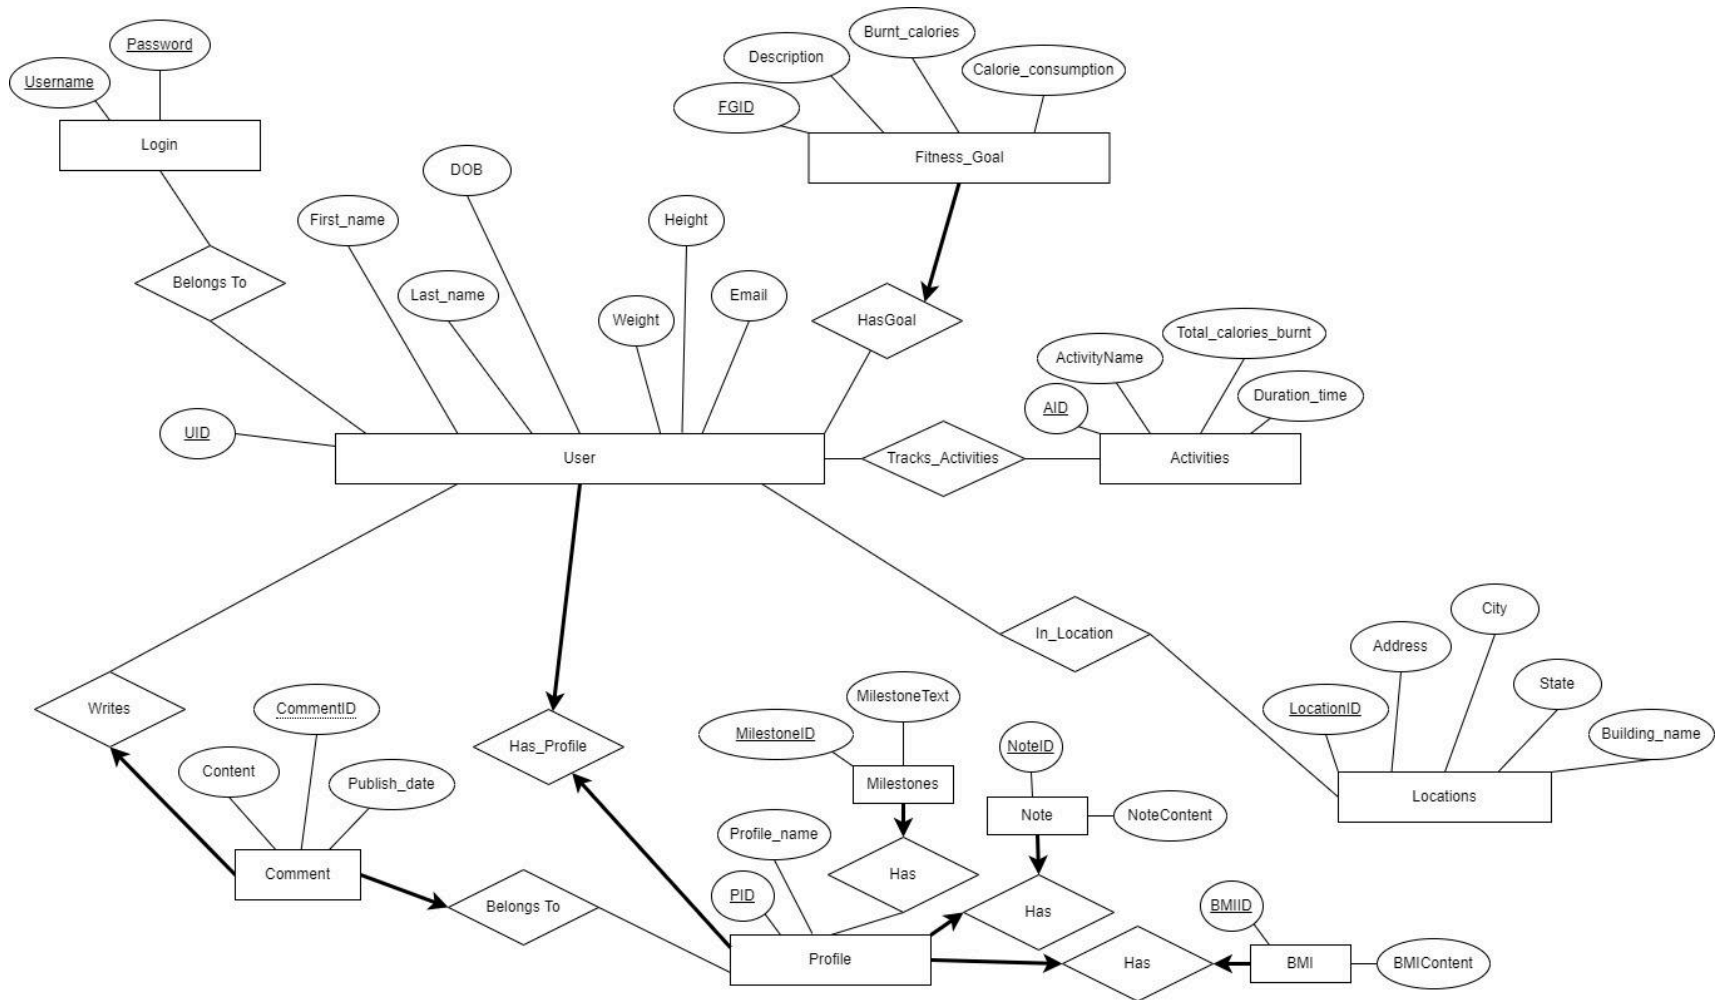 Burnt_calories
Password
Description
Calorie_consumption
Username
FGID
Login
Fitness_Goal
DOB
First_name
Height
Last_name
Email
Belongs To
Weight
HasGoal
Total_calories_burnt
ActivityName
Duration_time
AID
UID
User
Tracks_Activities
Activities
City
In_Location
Address
State
MilestoneText
Writes
CommentID
LocationID
MilestoneID
Building_name
Has_Profile
NoteID
Content
Publish_date
Milestones
Locations
Note
NoteContent
Profile_name
Comment
Has
PID
Belongs To
Has
BMIID
Profile
Has
BMI
BMIContent